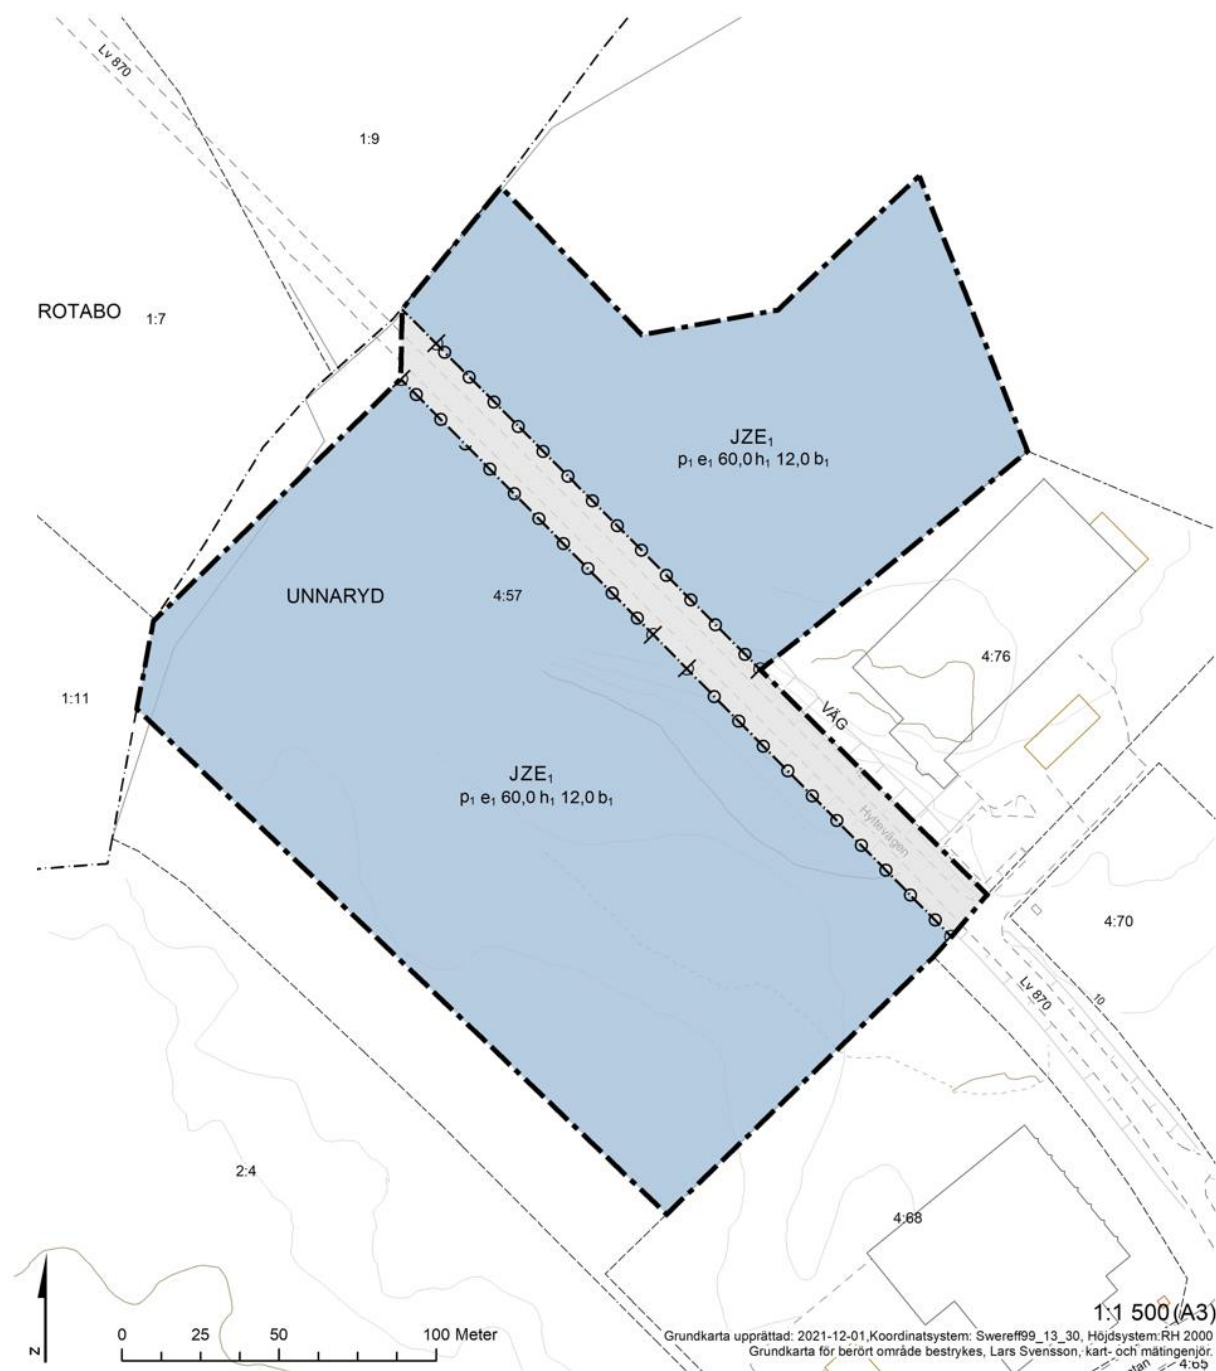 Lv 870
1:9
ROTABO 1:7
JZE₁
p₁ e₁ 60,0 h₁ 12,0 b₁
UNNARYD 4:57
4:76
1:11
VÄG
JZE₁
p₁ e₁ 60,0 h₁ 12,0 b₁
Hyltevägen
4:70
Lv 870
10
2:4
4:68
N
1:1 500 (A3)
0 25 50 100 Meter
Grundkarta upprättad: 2021-12-01, Koordinatsystem: Swereff99_13_30, Höjdsystem: RH 2000
Grundkarta för berört område bestrykes, Lars Svensson, kart- och mätingenjör.
4:65